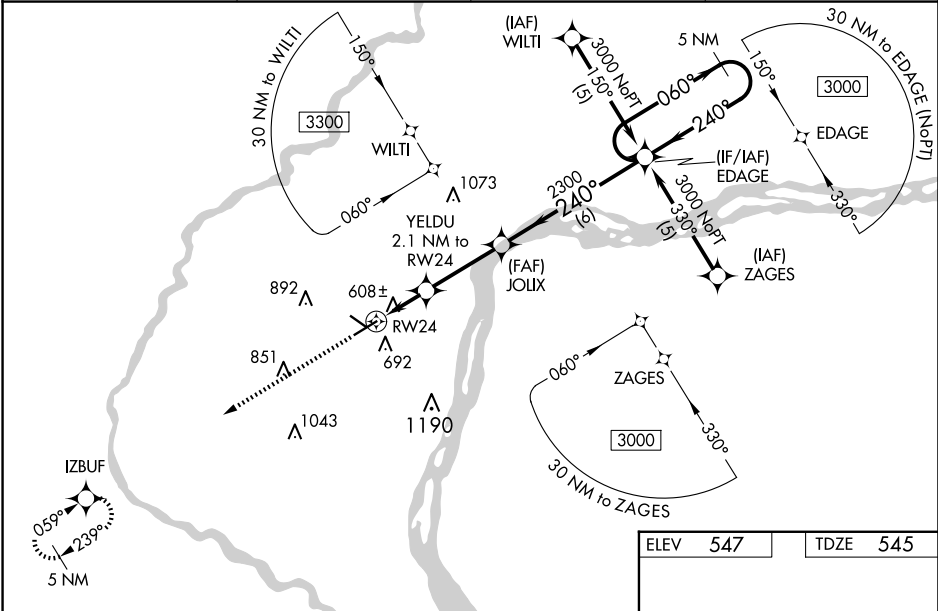 (IAF)
WILTI
3000 NoPT
150°
(5)
5 NM
060°
240°
30 NM to WILTI
150°
3300
WILTI
060°
30 NM to EDAGE (NoPT)
150°
3000
EDAGE
330°
(IF/IAF)
EDAGE
1073
2300
240°
(6)
3000 NoPT
330°
(5)
YELDU
2.1 NM to
RW24
(FAF)
JOLIX
(IAF)
ZAGES
892
608±
RW24
692
851
1043
1190
060°
ZAGES
3000
330°
30 NM to ZAGES
IZBUF
059°
239°
5 NM
ELEV 547
TDZE 545